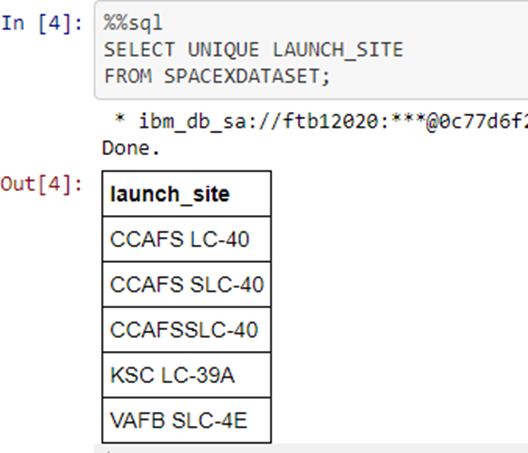 In [4]: %%sql
SELECT UNIQUE LAUNCH_SITE
FROM SPACEXDATASET;
* ibm_db_sa://ftb12020:***@0c77d6f2
Done.
Out[4]:
launch_site
CCAFS LC-40
CCAFS SLC-40
CCAFSSLC-40
KSC LC-39A
VAFB SLC-4E